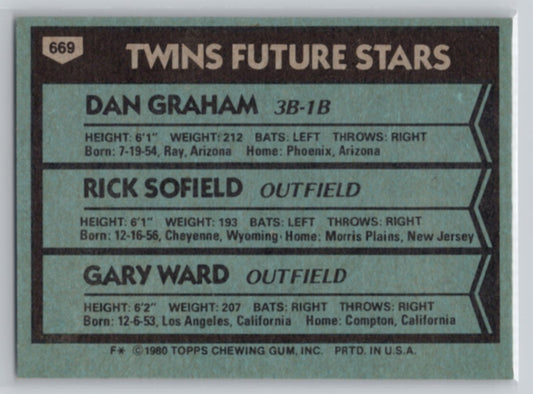 669
TWINS FUTURE STARS
DAN GRAHAM 3B-1B
HEIGHT: 6'1" WEIGHT: 212 BATS: LEFT THROWS: RIGHT
Born: 7-19-54, Ray, Arizona Home: Phoenix, Arizona
RICK SOFIELD OUTFIELD
HEIGHT: 6'1" WEIGHT: 193 BATS: LEFT THROWS: RIGHT
Born: 12-16-56, Cheyenne, Wyoming Home: Morris Plains, New Jersey
GARY WARD OUTFIELD
HEIGHT: 6'2" WEIGHT: 207 BATS: RIGHT THROWS: RIGHT
Born: 12-6-53, Los Angeles, California Home: Compton, California
F* ©1980 TOPPS CHEWING GUM, INC. PRTD. IN U.S.A.